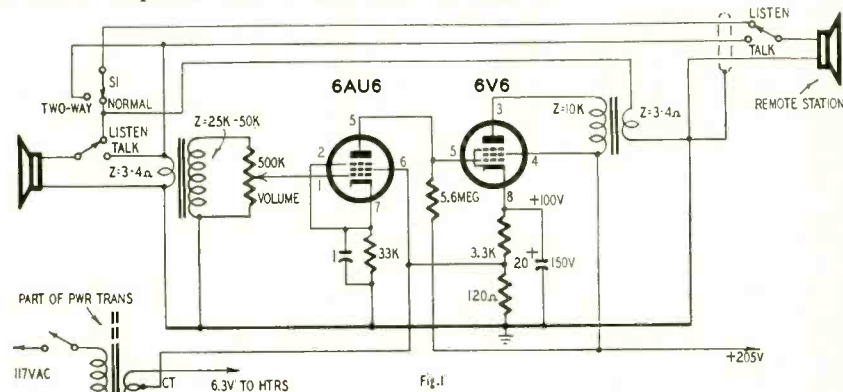 LISTEN
TALK
REMOTE STATION
S1
TWO-WAY
NORMAL
LISTEN
TALK
Z=3·4Ω
Z=25K-50K
500K
VOLUME
6AU6
5
2
1
6
7
1
33K
6V6
3
5
4
8
5.6MEG
+100V
3.3K
20
+
150V
120Ω
Z=10K
Z=3·4Ω
PART OF PWR TRANS
117VAC
CT
6.3V TO HTRS
Fig.1
+205V